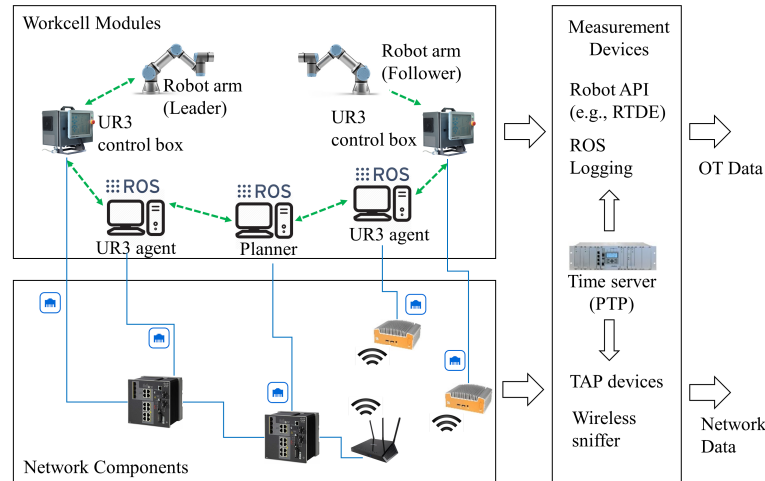 Workcell Modules
Robot arm
(Leader)
Robot arm
(Follower)
UR3
control box
UR3
control box
ROS
UR3 agent
ROS
Planner
ROS
UR3 agent
Network Components
Measurement
Devices
Robot API
(e.g., RTDE)
ROS
Logging
Time server
(PTP)
TAP devices
Wireless
sniffer
OT Data
Network
Data